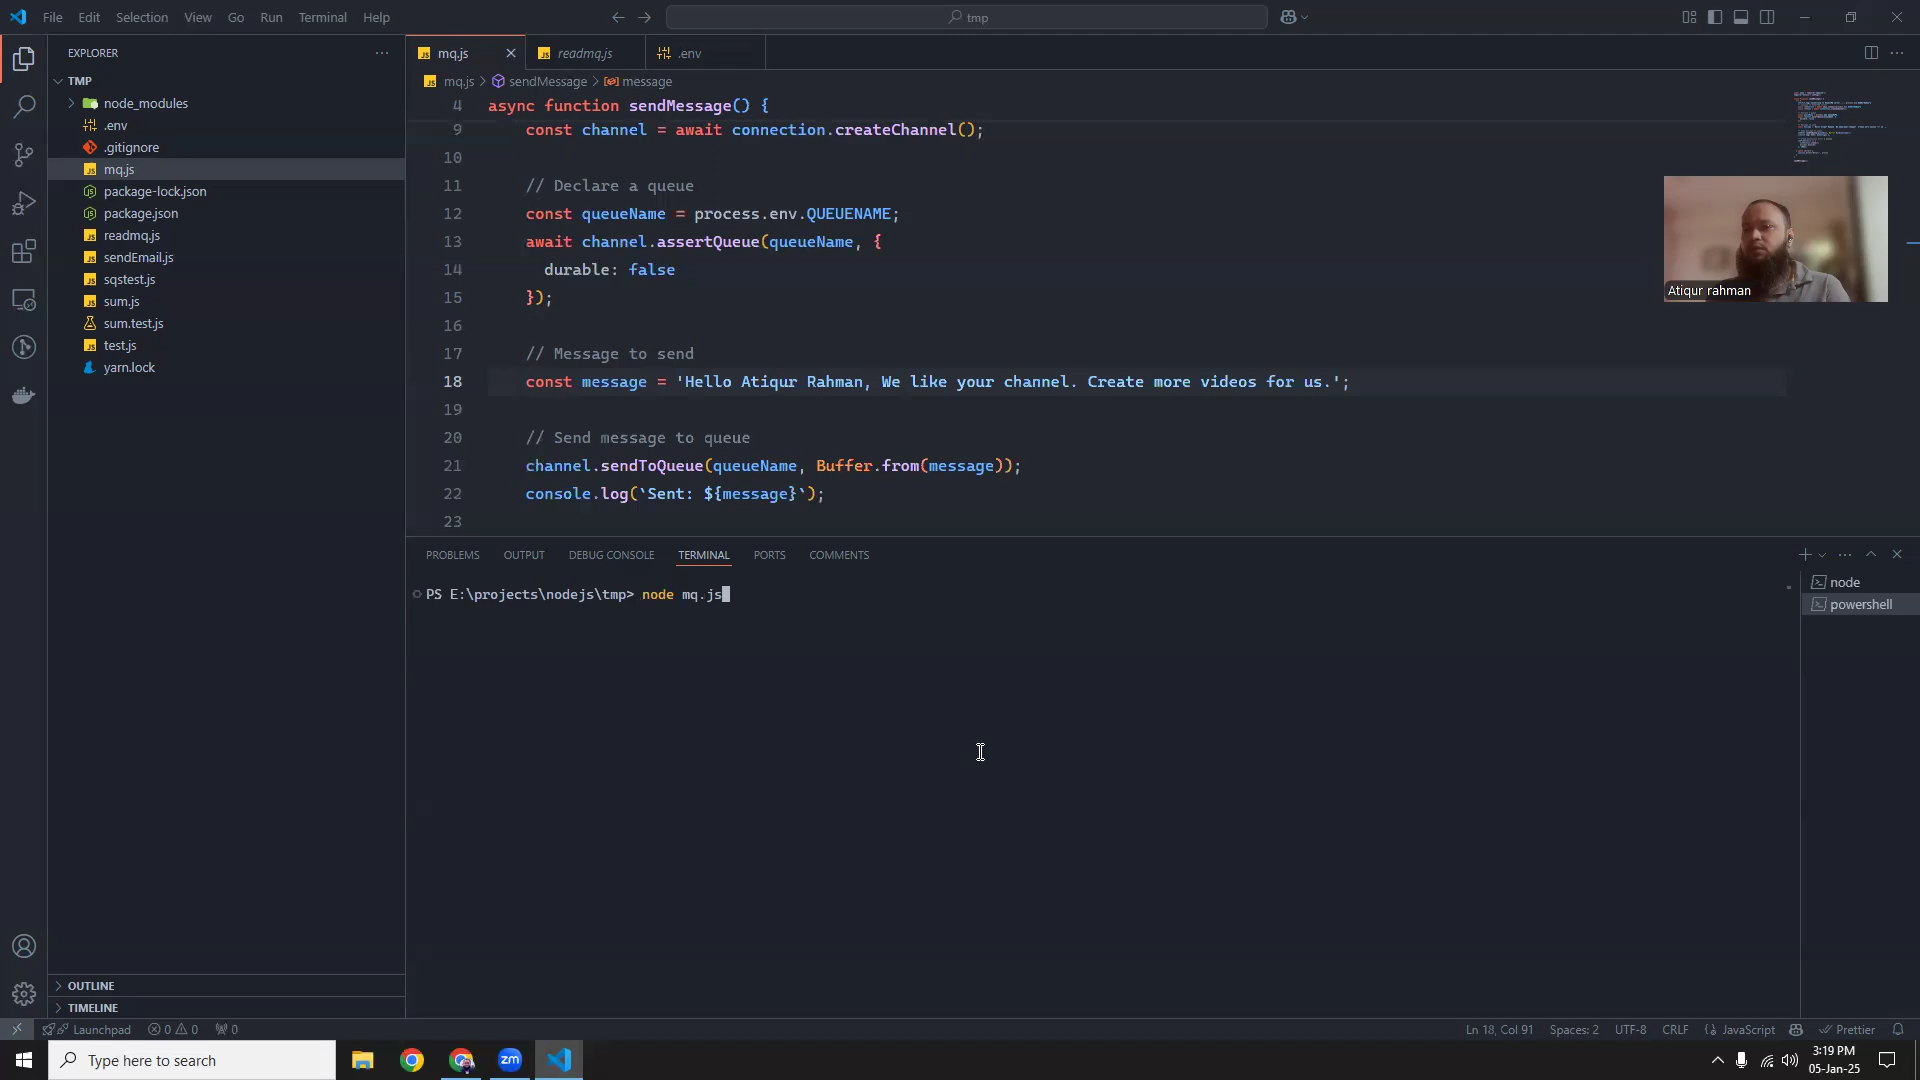 File Edit Selection View Go Run Terminal Help
tmp
EXPLORER
TMP
node_modules
.env
.gitignore
mq.js
package-lock.json
package.json
readmq.js
sendEmail.js
sqstest.js
sum.js
sum.test.js
test.js
yarn.lock
OUTLINE
TIMELINE
mq.js readmq.js .env
mq.js > sendMessage > message
4 async function sendMessage() {
9 const channel = await connection.createChannel();
10
11 // Declare a queue
12 const queueName = process.env.QUEUENAME;
13 await channel.assertQueue(queueName, {
14 durable: false
15 });
16
17 // Message to send
18 const message = 'Hello Atiqur Rahman, We like your channel. Create more videos for us.';
19
20 // Send message to queue
21 channel.sendToQueue(queueName, Buffer.from(message));
22 console.log(`Sent: ${message}`);
23
Atiqur rahman
PROBLEMS OUTPUT DEBUG CONSOLE TERMINAL PORTS COMMENTS
PS E:\projects\nodejs\tmp> node mq.js
node
powershell
Launchpad 0 0 0
Ln 18, Col 91 Spaces: 2 UTF-8 CRLF JavaScript Prettier
Type here to search
zm
3:19 PM
05-Jan-25